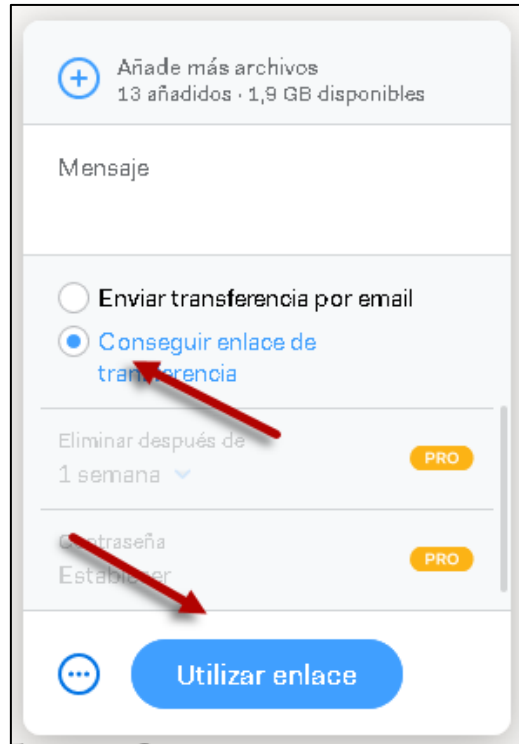 Añade más archivos
13 añadidos · 1,9 GB disponibles
Mensaje
Enviar transferencia por email
Conseguir enlace de
transferencia
Eliminar después de
1 semana
PRO
Contraseña
Establecer
PRO
Utilizar enlace